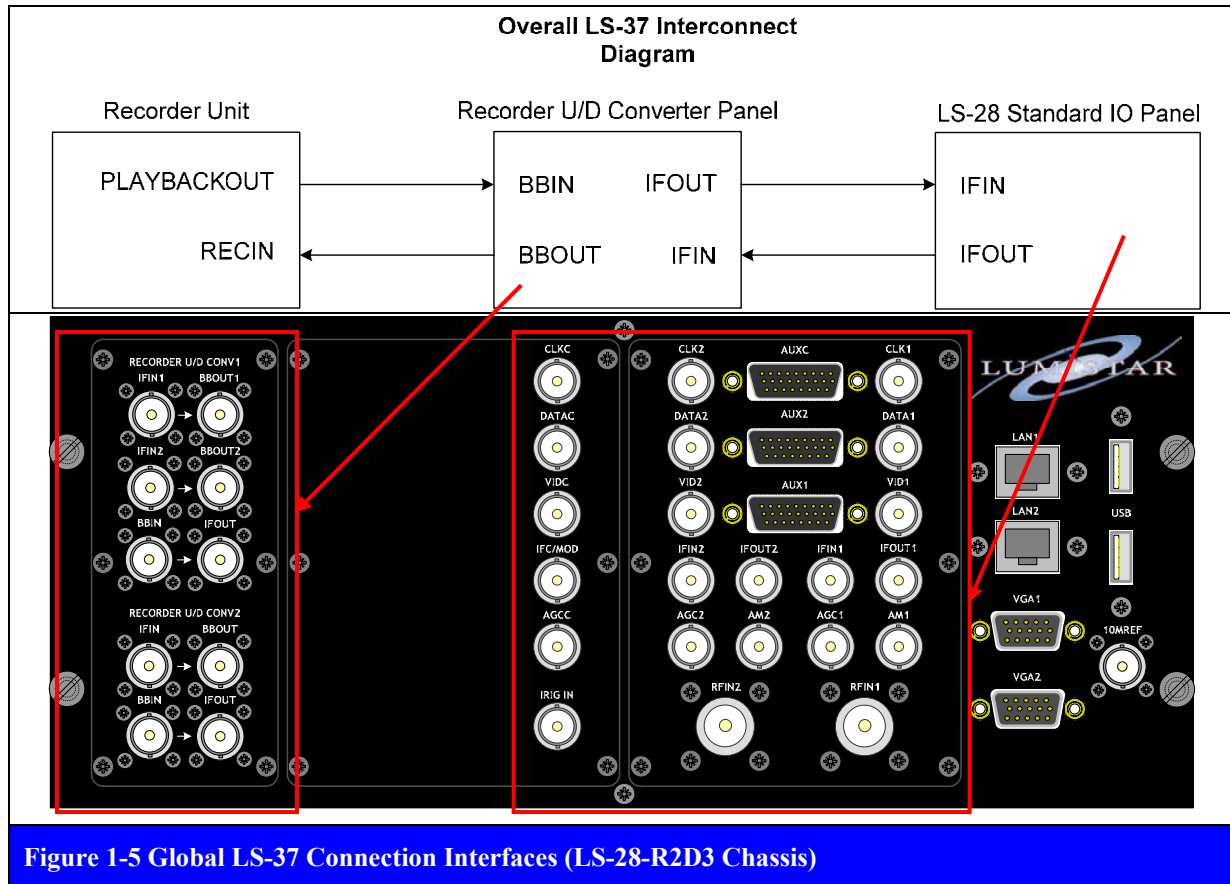 Overall LS-37 Interconnect
Diagram
Recorder Unit
Recorder U/D Converter Panel
LS-28 Standard IO Panel
PLAYBACKOUT
BBIN
IFOUT
IFIN
RECIN
BBOUT
IFIN
IFOUT
RECORDER U/D CONV1
IFIN1
BBOUT1
IFIN2
BBOUT2
BBIN
IFOUT
RECORDER U/D CONV2
IFIN
BBOUT
BBIN
IFOUT
CLKC
DATAC
VIDC
IFC/MOD
AGCC
IRIG IN
CLK2
AUXC
CLK1
DATA2
AUX2
DATA1
VID2
AUX1
VID1
IFIN2
IFOUT2
IFIN1
IFOUT1
AGC2
AM2
AGC1
AM1
RFIN2
RFIN1
LUMISTAR
LAN1
LAN2
USB
VGA1
10MREF
VGA2
Figure 1-5 Global LS-37 Connection Interfaces (LS-28-R2D3 Chassis)